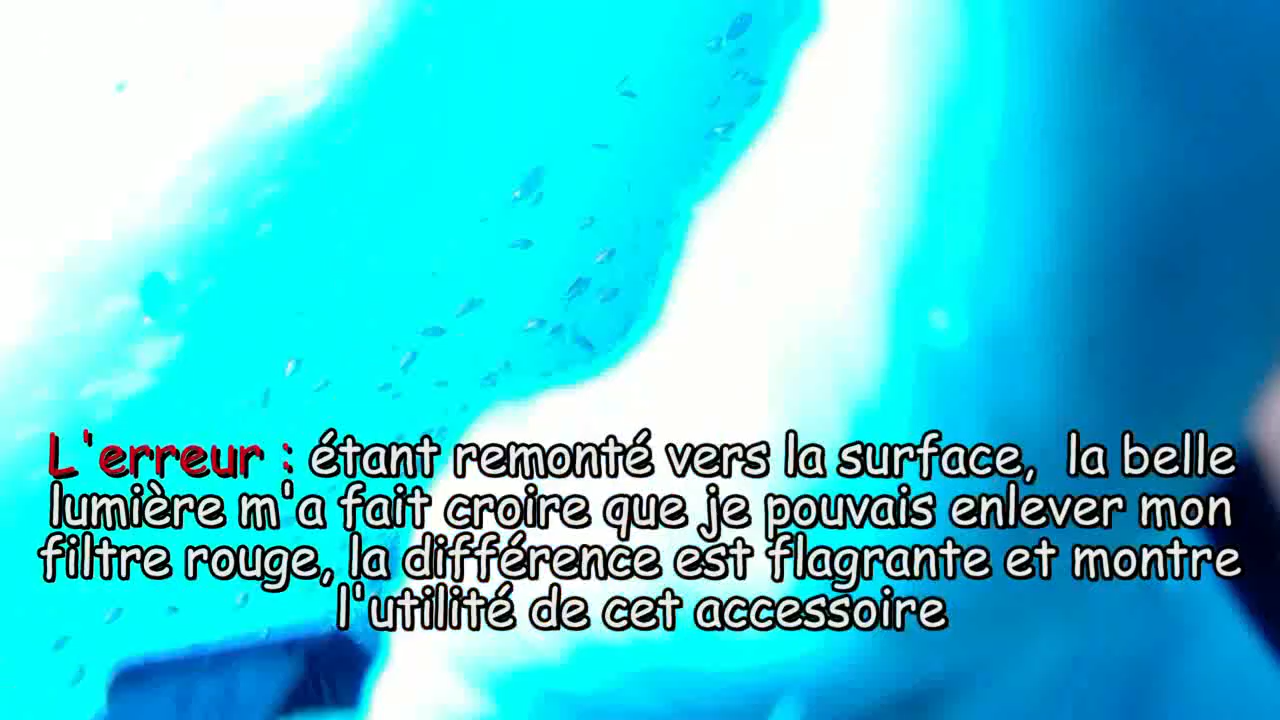 L'erreur : étant remonté vers la surface, la belle
lumière m'a fait croire que je pouvais enlever mon
filtre rouge, la différence est flagrante et montre
l'utilité de cet accessoire